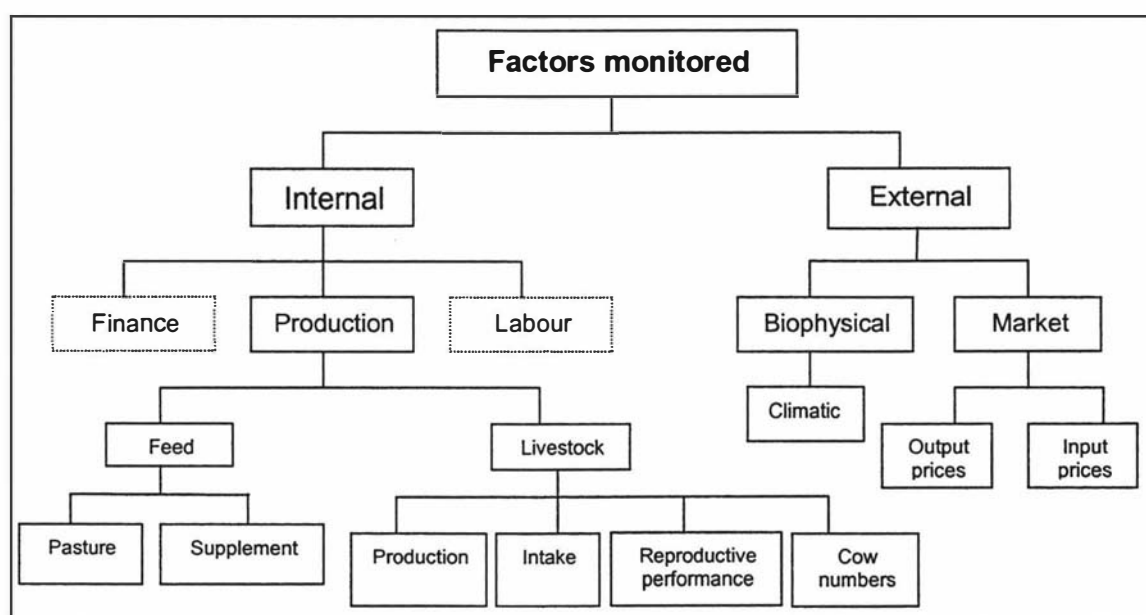 Factors monitored
Internal
External
Finance
Production
Labour
Biophysical
Market
Climatic
Feed
Livestock
Output
prices
Input
prices
Pasture
Supplement
Production
Intake
Reproductive
performance
Cow
numbers